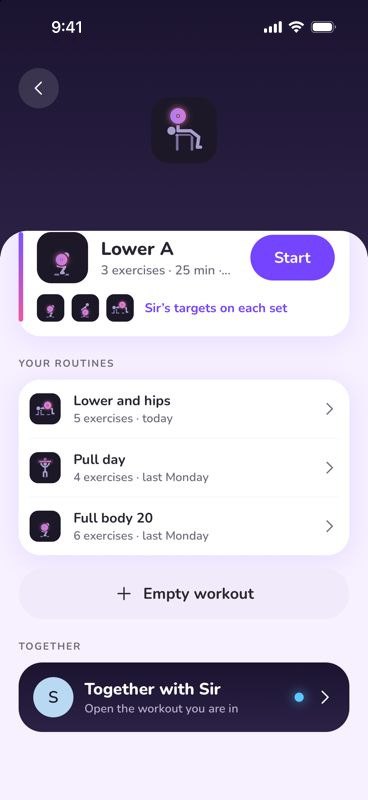 9:41
Lower A
3 exercises · 25 min ·...
Start
Sir's targets on each set
YOUR ROUTINES
Lower and hips
5 exercises · today
Pull day
4 exercises · last Monday
Full body 20
6 exercises · last Monday
+ Empty workout
TOGETHER
S
Together with Sir
Open the workout you are in